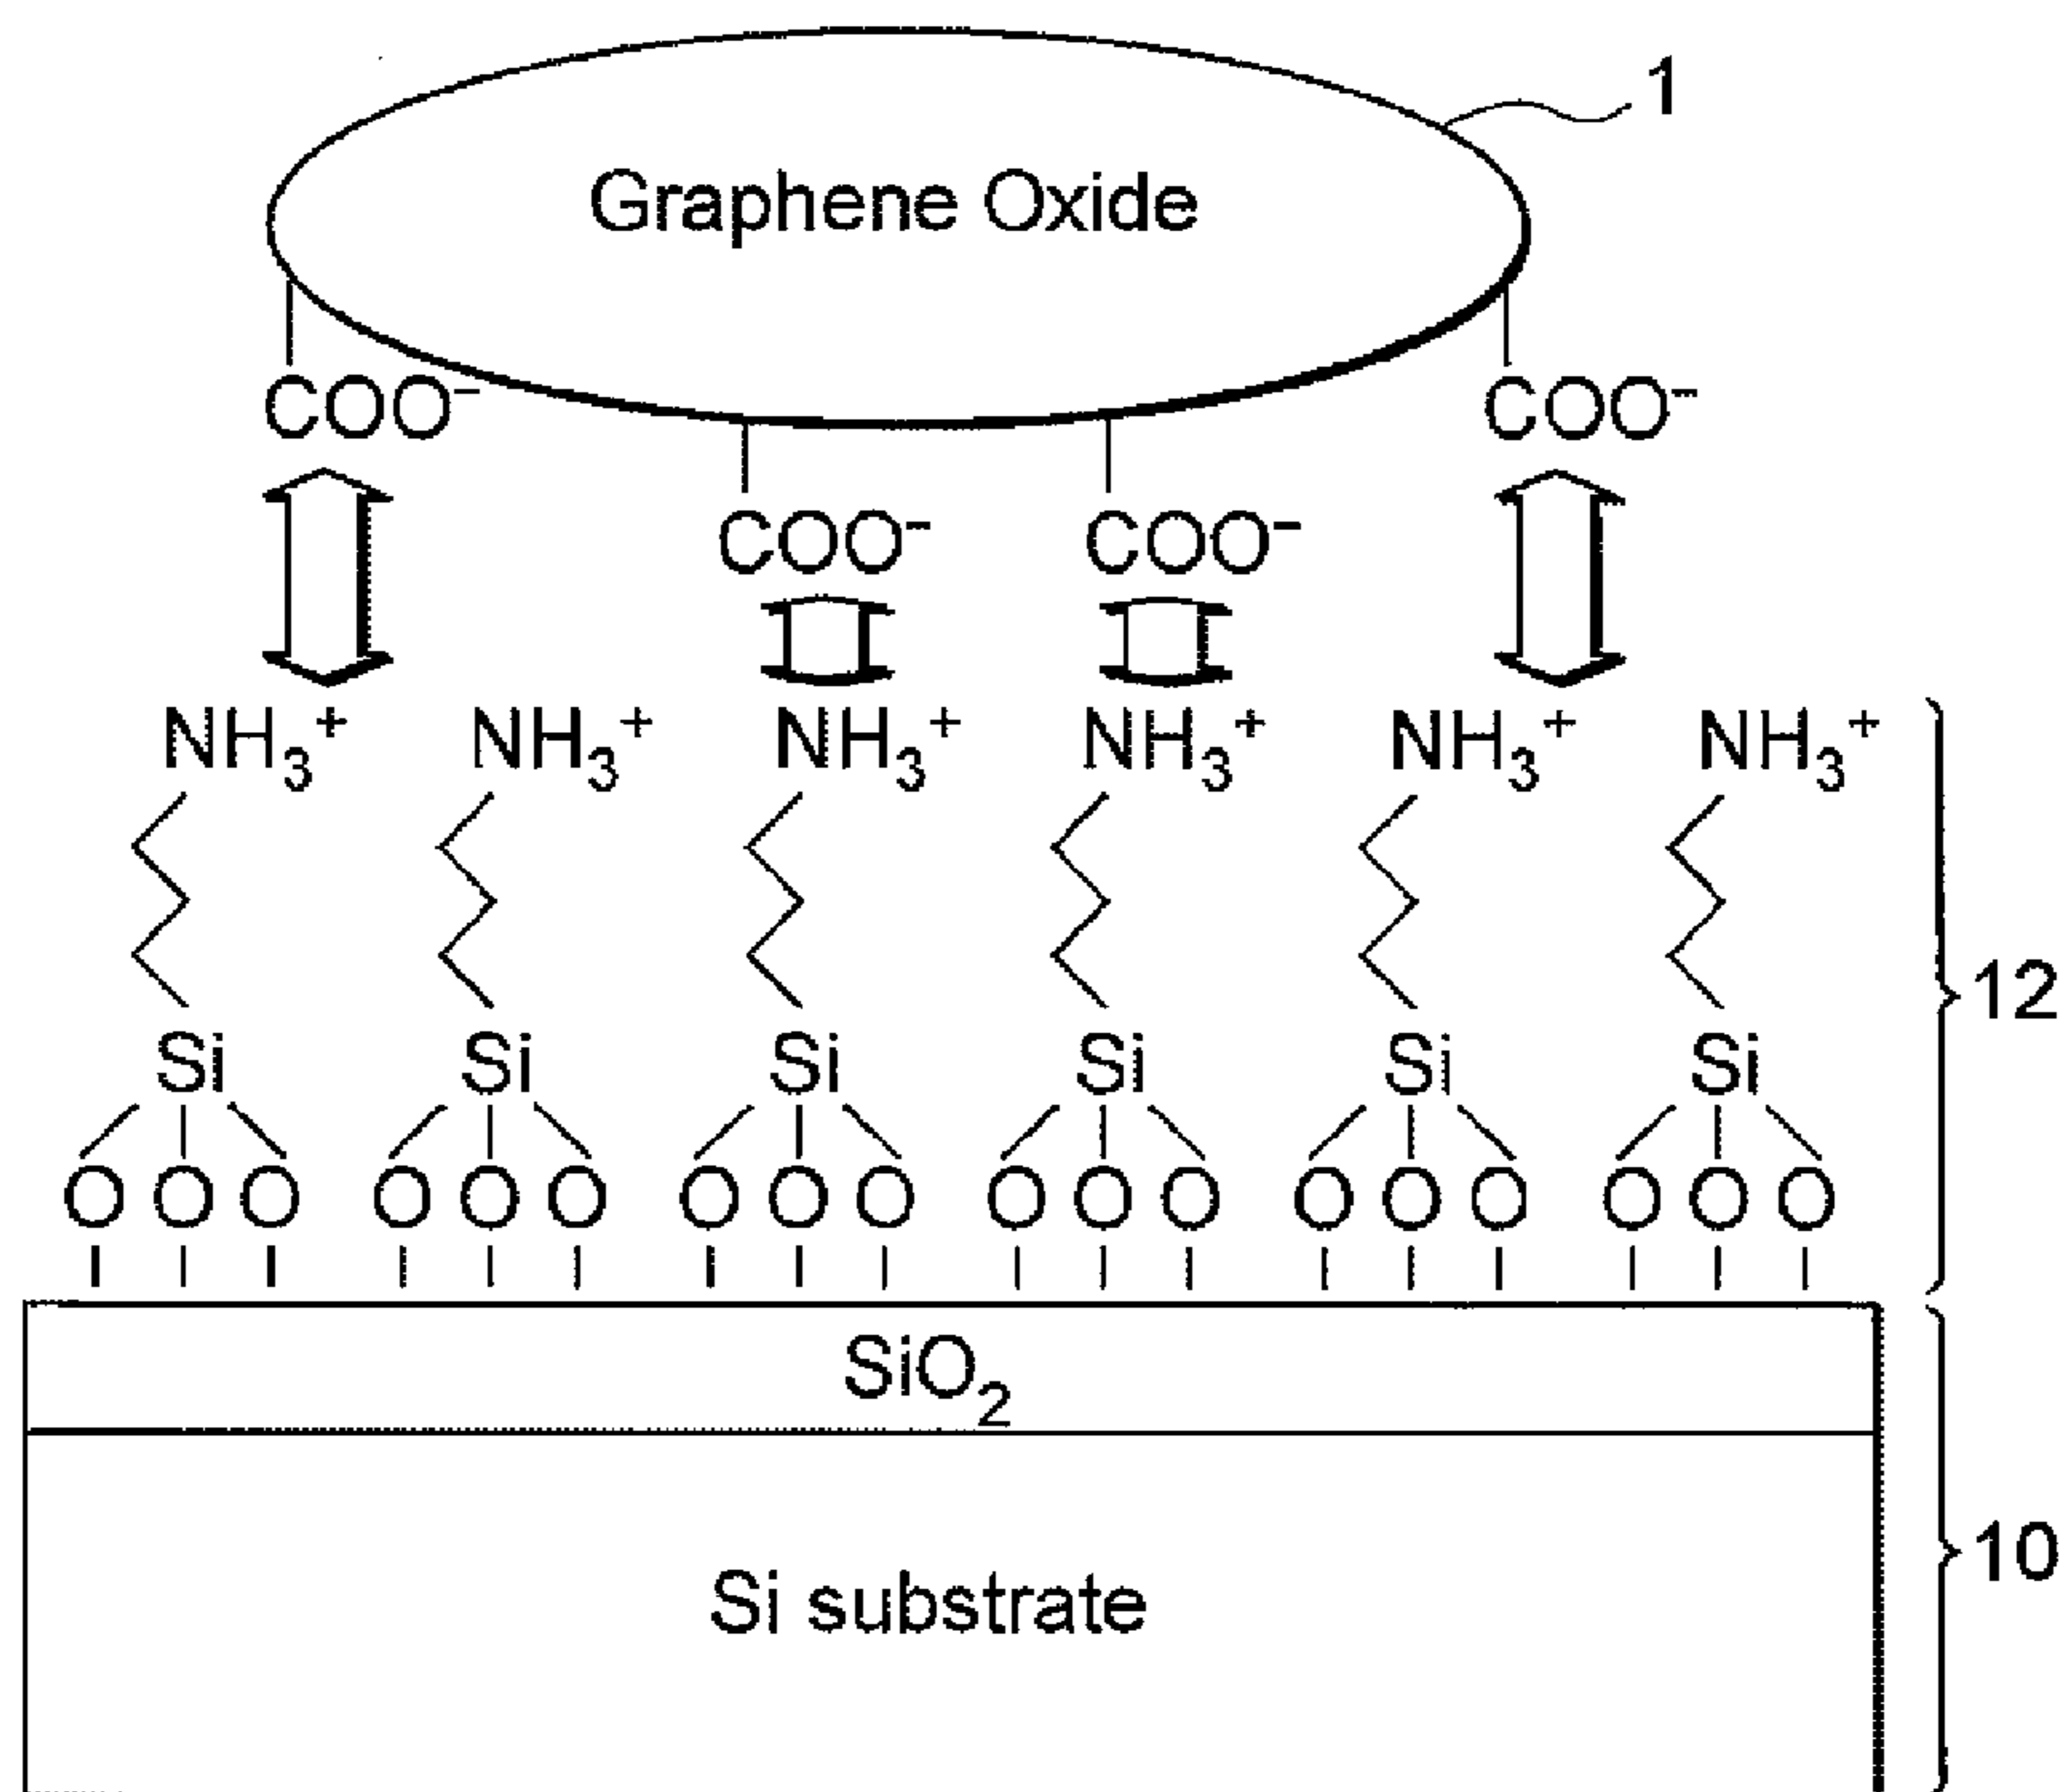 1
Graphene Oxide
COO⁻ COO⁻
COO⁻ COO⁻
NH₃⁺ NH₃⁺ NH₃⁺ NH₃⁺ NH₃⁺ NH₃⁺
12
Si Si Si Si Si Si
O O O O O O O O O O O O O O O O O O
SiO₂
10
Si substrate